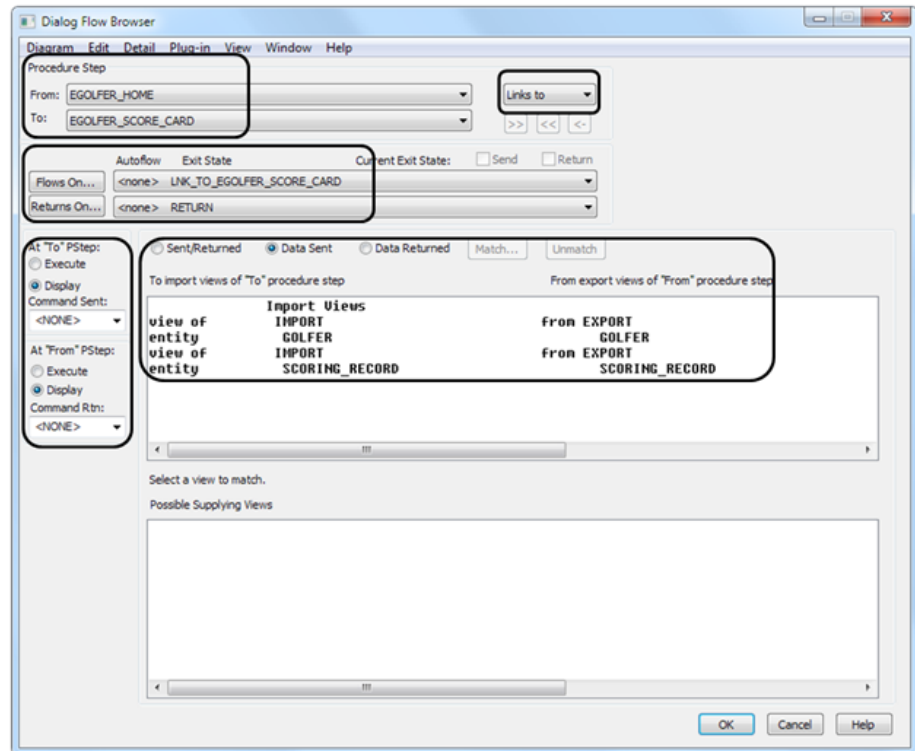 Dialog Flow Browser
Diagram Edit Detail Plug-in View Window Help
Procedure Step
From: EGOLFER_HOME
Links to
To: EGOLFER_SCORE_CARD
>> << <-
Autoflow Exit State Current Exit State: Send Return
Flows On... <none> LNK_TO_EGOLFER_SCORE_CARD
Returns On... <none> RETURN
At "To" PStep:
Execute
Display
Command Sent:
<NONE>
At "From" PStep:
Execute
Display
Command Rtn:
<NONE>
Sent/Returned Data Sent Data Returned Match... Unmatch
To import views of "To" procedure step From export views of "From" procedure step
Import Views
view of IMPORT from EXPORT
entity GOLFER GOLFER
view of IMPORT from EXPORT
entity SCORING_RECORD SCORING_RECORD
Select a view to match.
Possible Supplying Views
OK Cancel Help